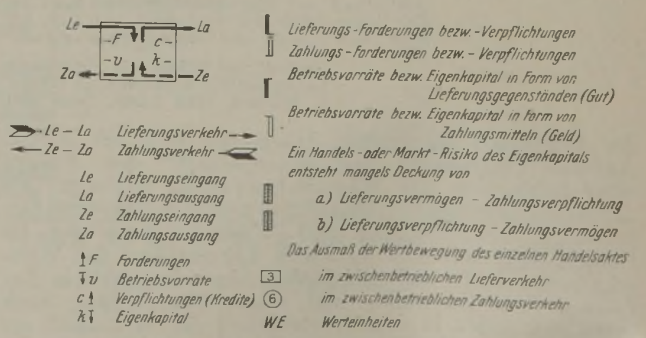 Le La
-F c-
-v k-
Za Ze
Le – La Lieferungsverkehr
Ze – Za Zahlungsverkehr
Le Lieferungseingang
La Lieferungsausgang
Ze Zahlungseingang
Za Zahlungsausgang
F Forderungen
v Betriebsvorräte
c Verpflichtungen (Kredite)
k Eigenkapital
Lieferungs-Forderungen bezw.-Verpflichtungen
Zahlungs-Forderungen bezw.-Verpflichtungen
Betriebsvorräte bezw. Eigenkapital in Form von
Lieferungsgegenständen (Gut)
Betriebsvorräte bezw. Eigenkapital in Form von
Zahlungsmitteln (Geld)
Ein Handels-oder Markt-Risiko des Eigenkapitals
entsteht mangels Deckung von
a) Lieferungsvermögen – Zahlungsverpflichtung
b) Lieferungsverpflichtung – Zahlungsvermögen
Das Ausmaß der Wertbewegung des einzelnen Handelsaktes
3 im zwischenbetrieblichen Lieferverkehr
6 im zwischenbetrieblichen Zahlungsverkehr
WE Werteinheiten